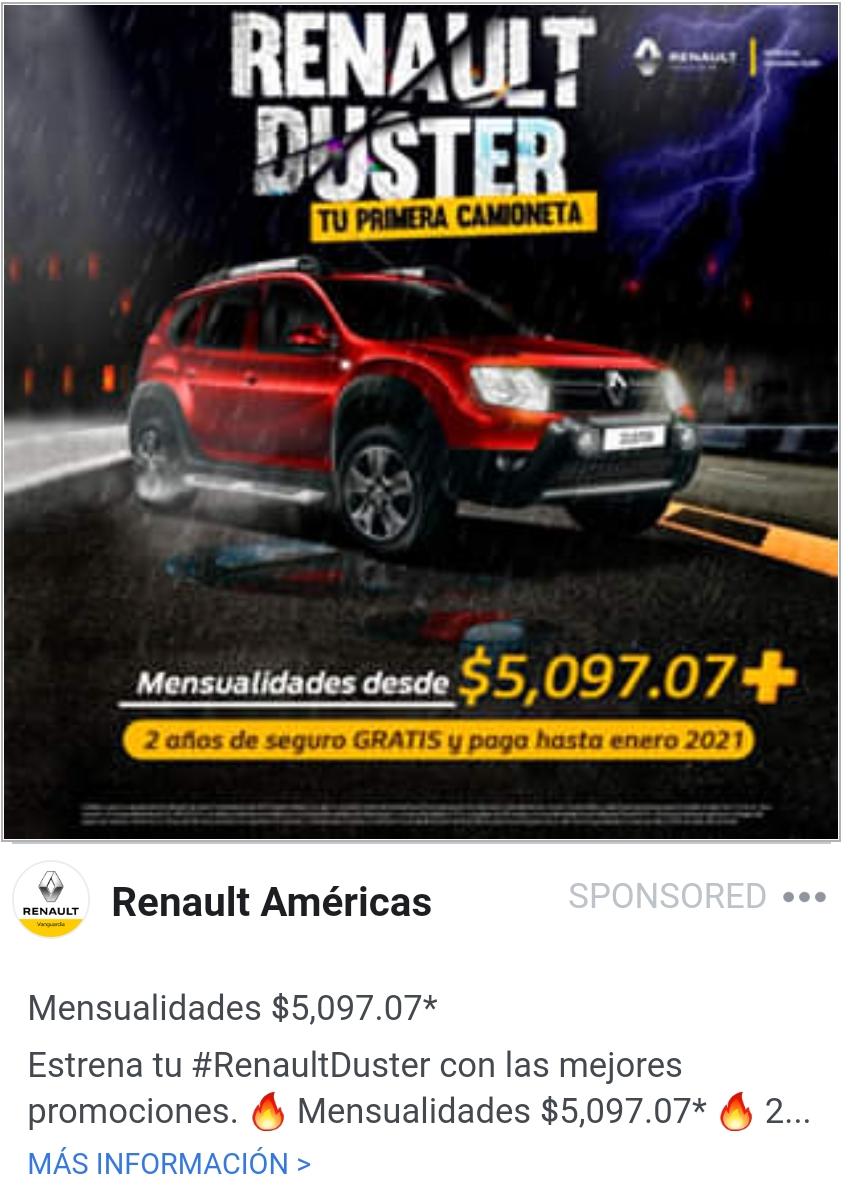 RENAULT
DUSTER
TU PRIMERA CAMIONETA
RENAULT
Mensualidades desde $5,097.07+
2 años de seguro GRATIS y paga hasta enero 2021
RENAULT
Vanguardia
Renault Américas
SPONSORED •••
Mensualidades $5,097.07*
Estrena tu #RenaultDuster con las mejores
promociones. 🔥 Mensualidades $5,097.07* 🔥 2...
MÁS INFORMACIÓN >